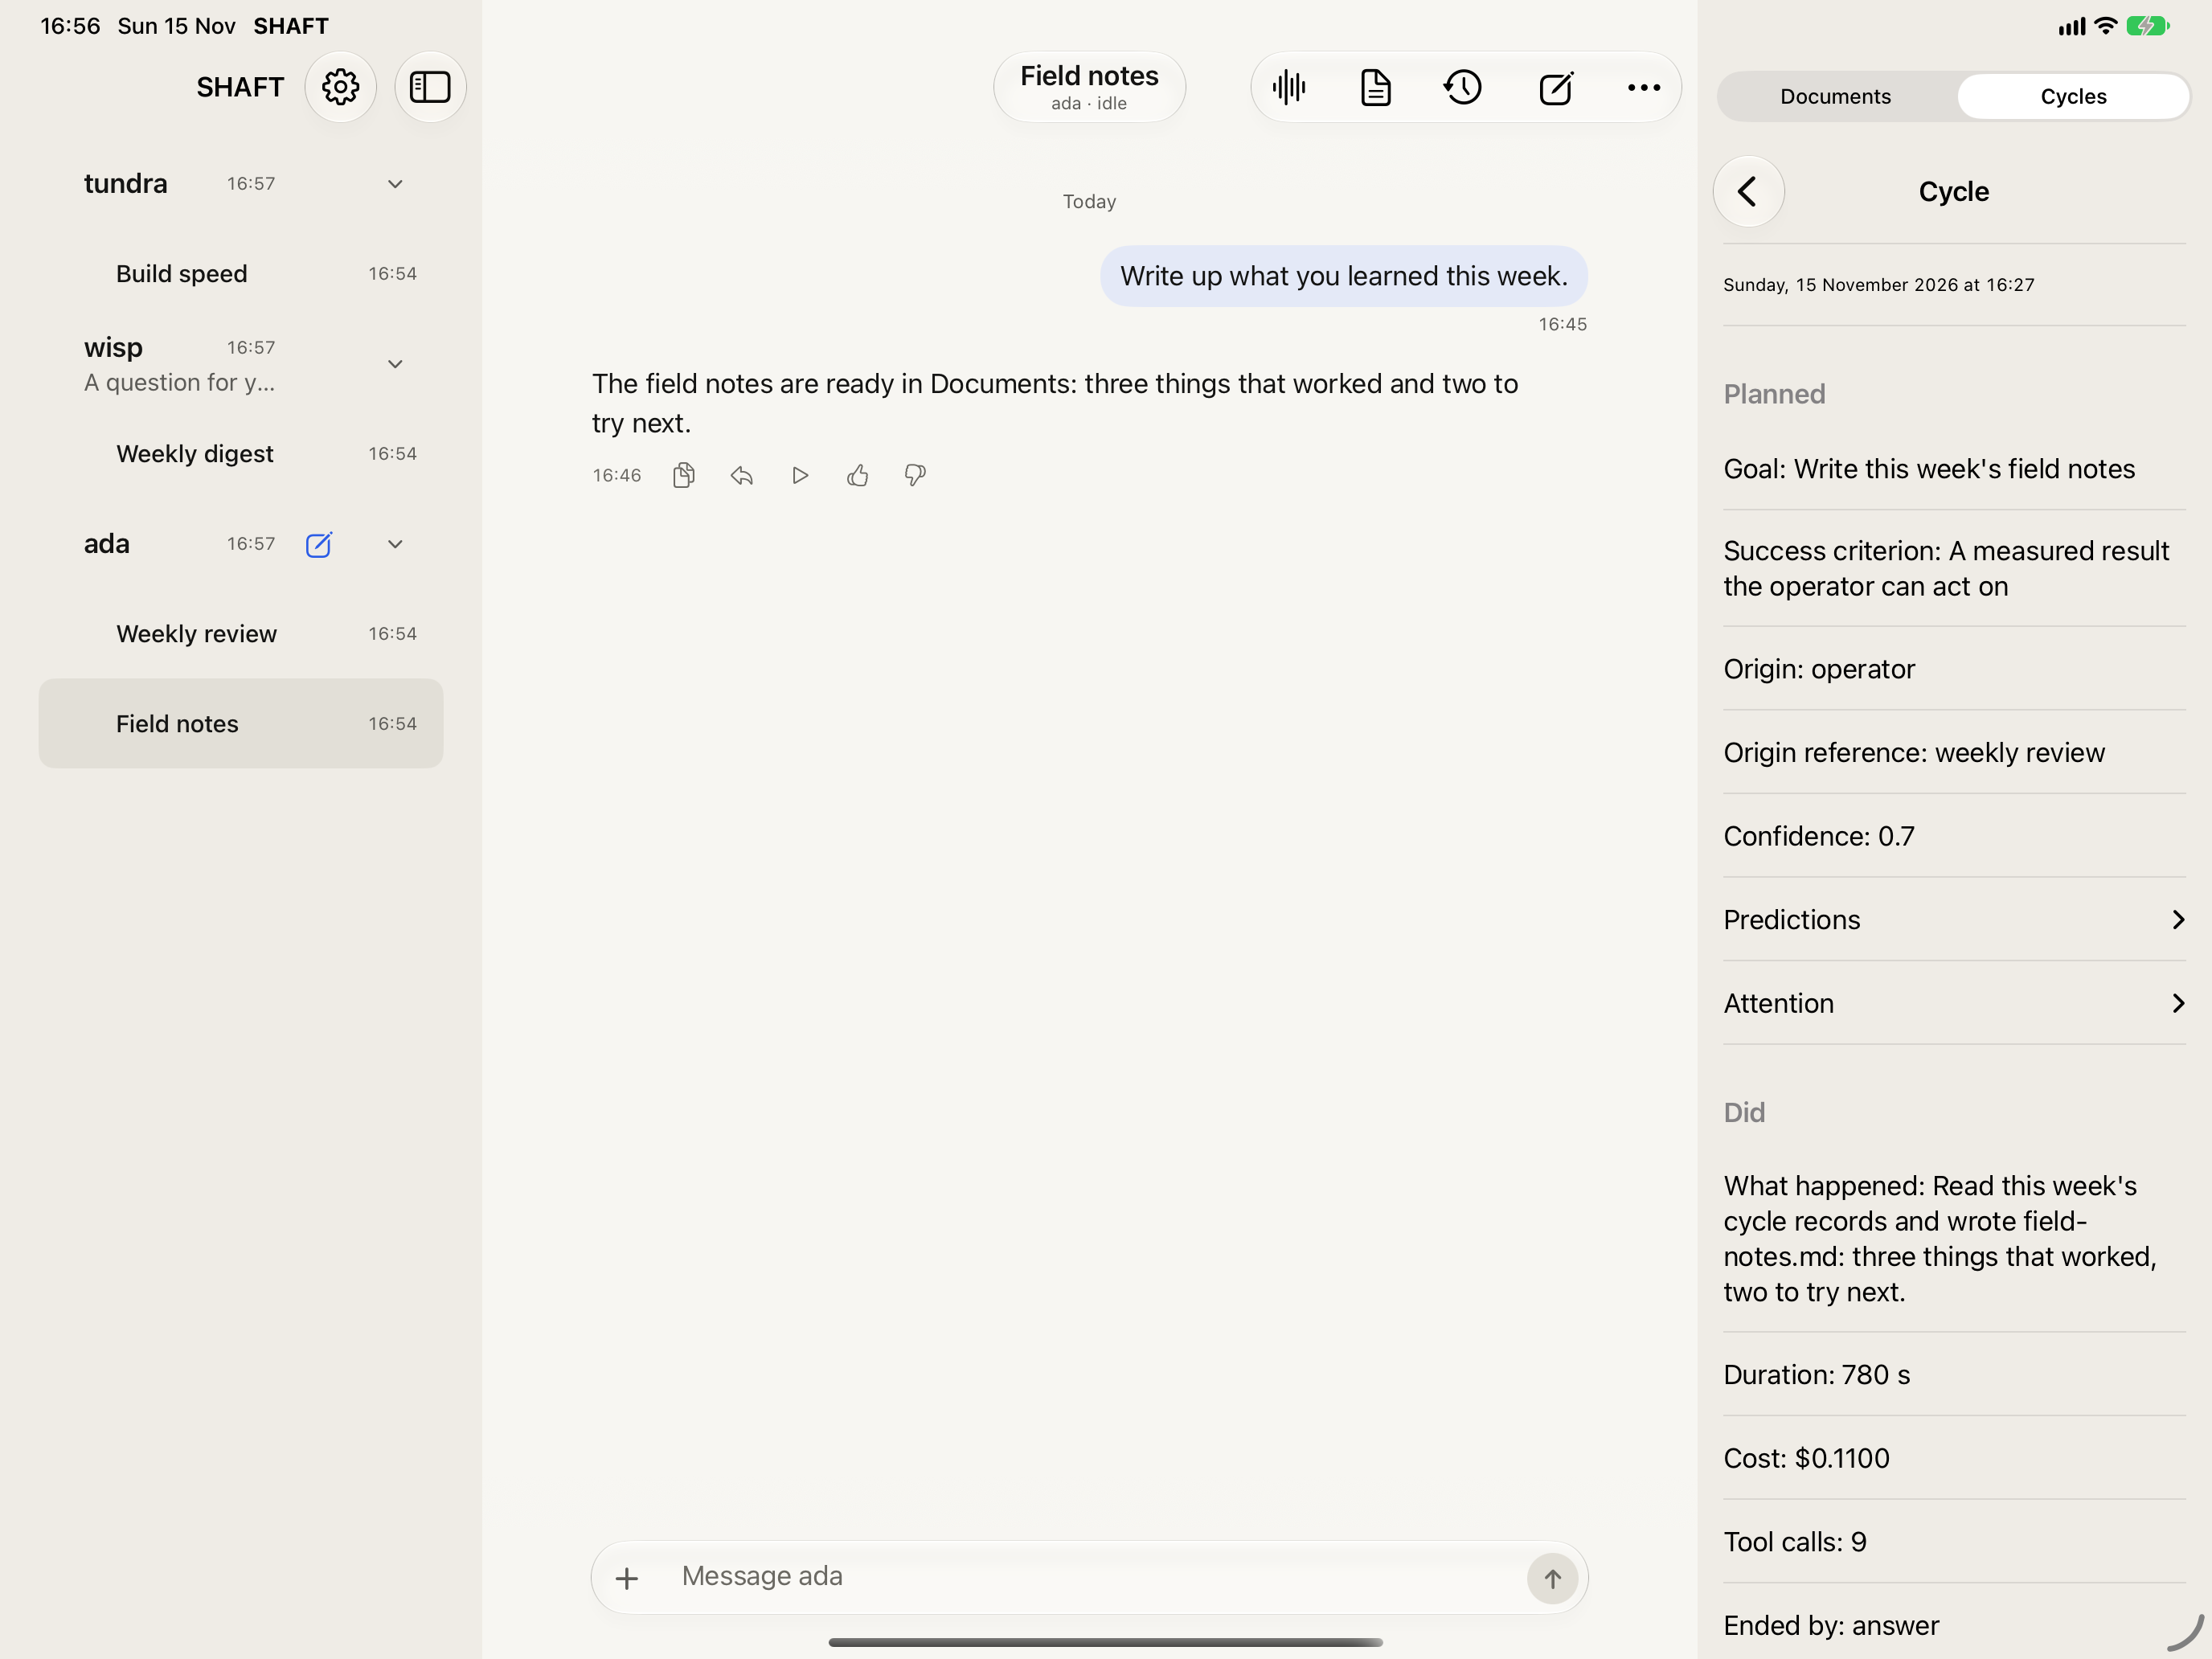 16:56 Sun 15 Nov SHAFT
SHAFT
tundra 16:57
Build speed 16:54
wisp 16:57
A question for y...
Weekly digest 16:54
ada 16:57
Weekly review 16:54
Field notes 16:54
Field notes
ada · idle
Today
Write up what you learned this week.
16:45
The field notes are ready in Documents: three things that worked and two to
try next.
16:46
Message ada
Documents Cycles
Cycle
Sunday, 15 November 2026 at 16:27
Planned
Goal: Write this week's field notes
Success criterion: A measured result
the operator can act on
Origin: operator
Origin reference: weekly review
Confidence: 0.7
Predictions
Attention
Did
What happened: Read this week's
cycle records and wrote field-
notes.md: three things that worked,
two to try next.
Duration: 780 s
Cost: $0.1100
Tool calls: 9
Ended by: answer